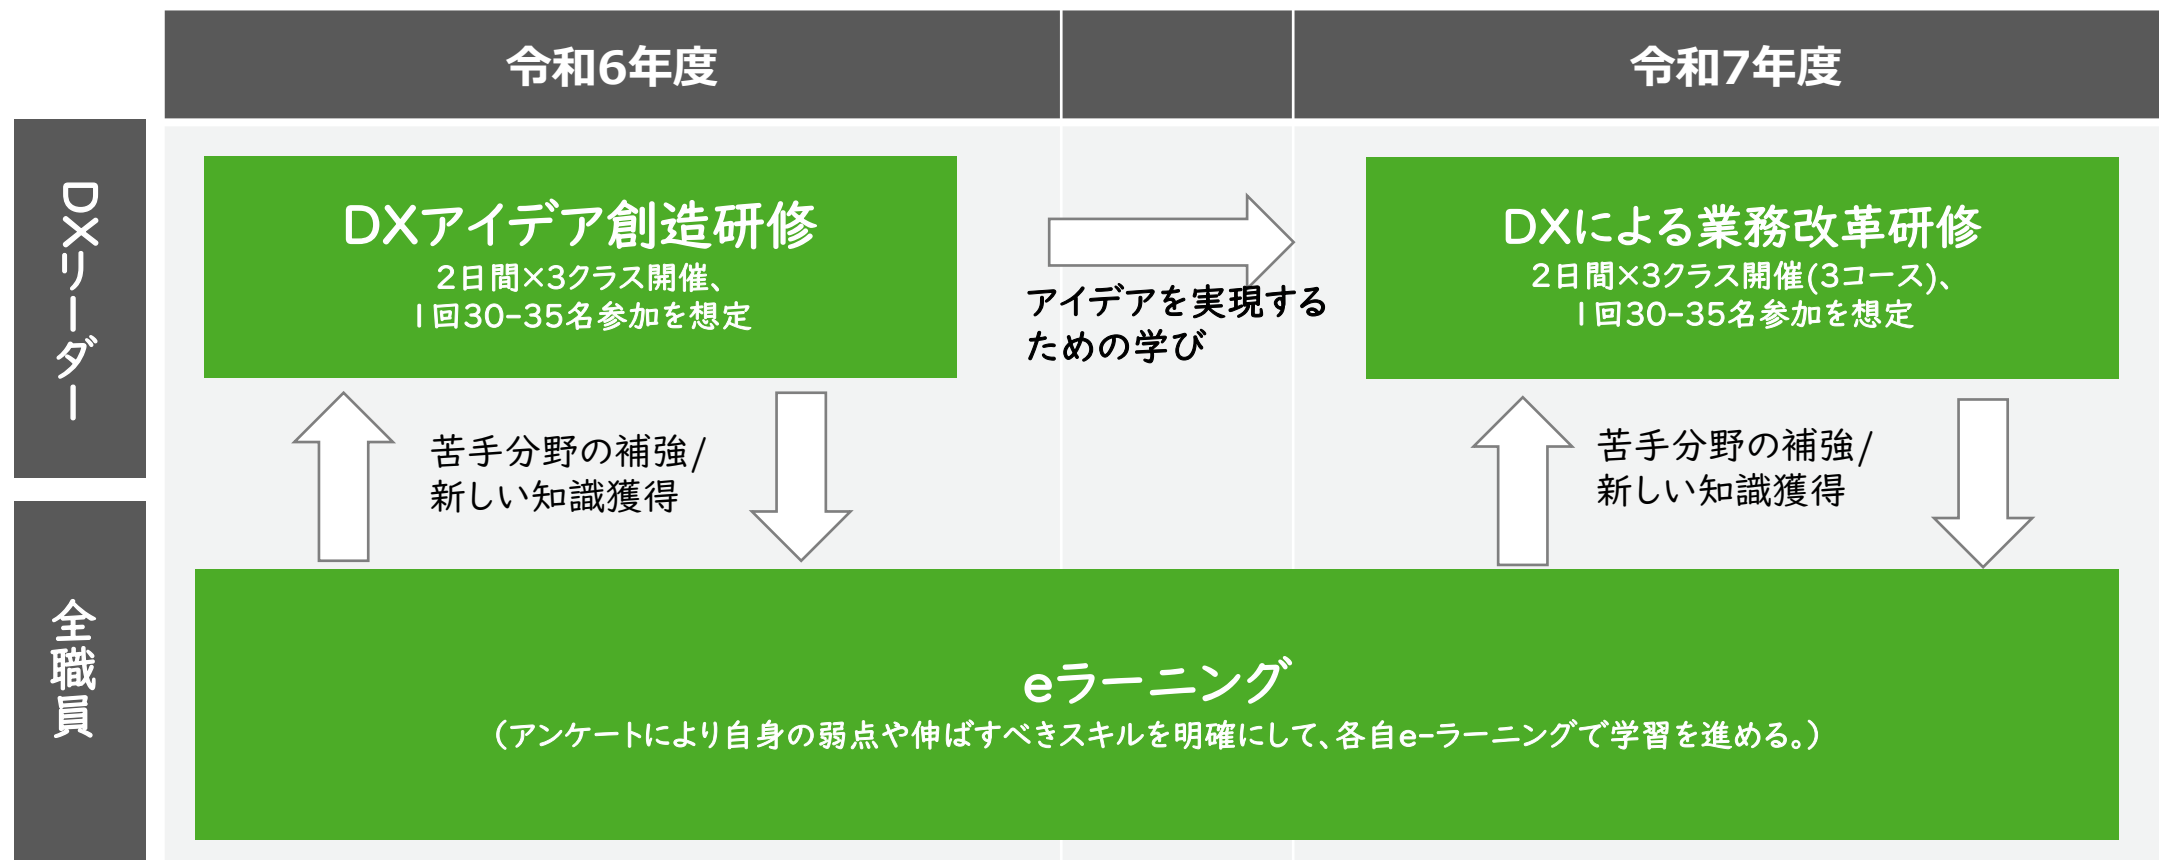 令和6年度
令和7年度
DXリーダー
DXアイデア創造研修
2日間×3クラス開催、
1回30-35名参加を想定
アイデアを実現する
ための学び
DXによる業務改革研修
2日間×3クラス開催(3コース)、
1回30-35名参加を想定
苦手分野の補強/
新しい知識獲得
苦手分野の補強/
新しい知識獲得
全職員
eラーニング
（アンケートにより自身の弱点や伸ばすべきスキルを明確にして、各自e-ラーニングで学習を進める。）